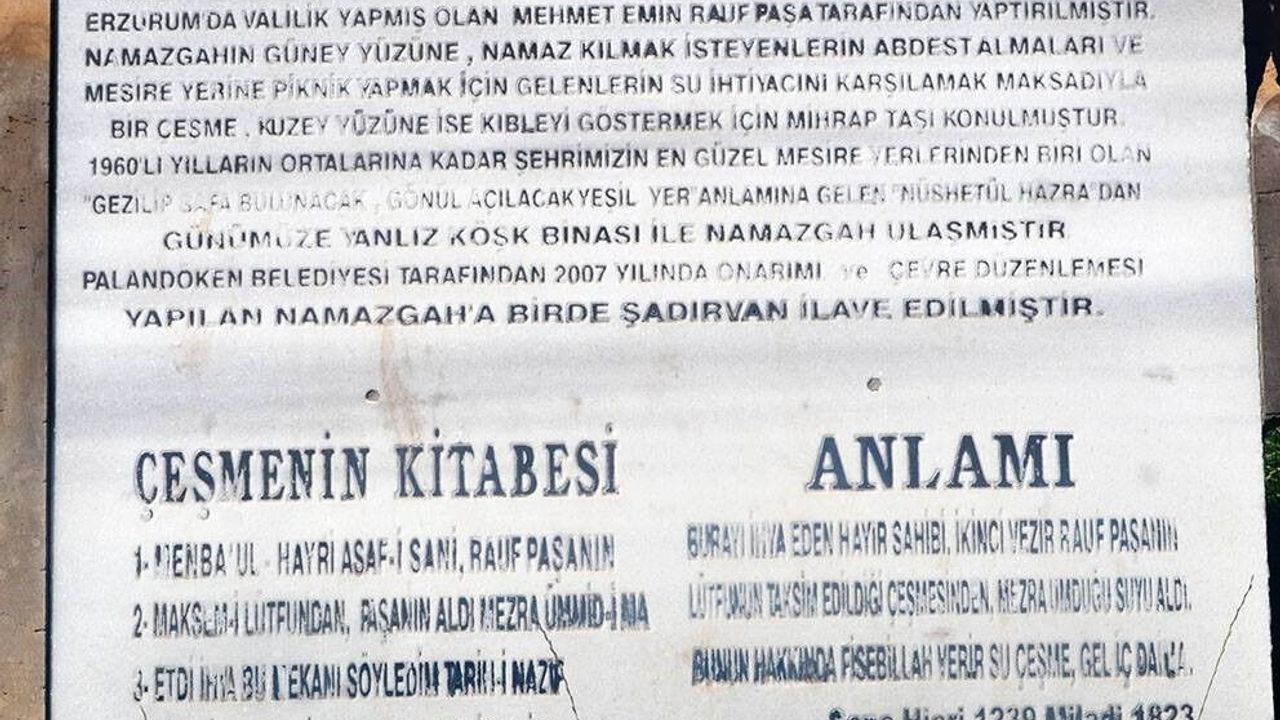 ERZURUM'DA VALİLİK YAPMIŞ OLAN MEHMET EMİN RAUF PAŞA TARAFINDAN YAPTIRILMIŞTIR.
NAMAZGAHIN GÜNEY YÜZÜNE, NAMAZ KILMAK İSTEYENLERİN ABDEST ALMALARI VE
MESİRE YERİNE PİKNİK YAPMAK İÇİN GELENLERİN SU İHTİYACINI KARŞILAMAK MAKSADIYLA
BİR ÇEŞME, KUZEY YÜZÜNE İSE KIBLEYİ GÖSTERMEK İÇİN MİHRAP TAŞI KONULMUŞTUR.
1960'LI YILLARIN ORTALARINA KADAR ŞEHRİMİZİN EN GÜZEL MESİRE YERLERİNDEN BİRİ OLAN
"GEZİLİP SAFA BULUNACAK, GÖNÜL AÇILACAK YEŞİL YER" ANLAMINA GELEN "NÜSHETÜL HAZRA"DAN
GÜNÜMÜZE YANLIZ KÖŞK BİNASI İLE NAMAZGAH ULAŞMIŞTIR
PALANDÖKEN BELEDİYESİ TARAFINDAN 2007 YILINDA ONARIMI ve ÇEVRE DÜZENLEMESİ
YAPILAN NAMAZGAH'A BİRDE ŞADIRVAN İLAVE EDİLMİŞTİR.
ÇEŞMENİN KİTABESİ
1- MENBA'UL - HAYRİ ASAF-İ SANİ, RAUF PAŞANIN
2- MAKSEM-İ LÜTFUNDAN, PAŞANIN ALDI MEZRA ÜMMİD-İ MA
3- ETDİ İHYA BU MEKANI SÖYLEDİM TARİH-İ NAZİF
ANLAMI
BURAYI İHYA EDEN HAYIR SAHİBİ, İKİNCİ VEZİR RAUF PAŞANIN
LÜTFUNUN TAKSİM EDİLDİĞİ ÇEŞMESİNDEN, MEZRA UMDUĞU SUYU ALDI.
BUNUN HAKKINDA FİSEBİLLAH VERİR SU ÇEŞME, GEL İÇ
Sene Hicri 1239 Miladi 1823